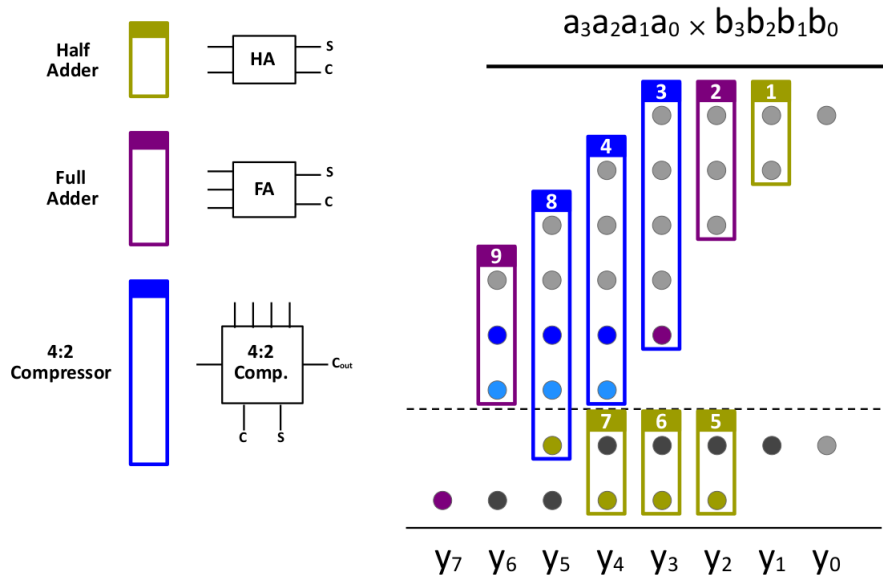 Half
Adder
HA
S
C
Full
Adder
FA
S
C
4:2
Compressor
4:2
Comp.
Cout
C
S
a₃a₂a₁a₀ × b₃b₂b₁b₀
3
2
1
4
8
9
7
6
5
y₇ y₆ y₅ y₄ y₃ y₂ y₁ y₀